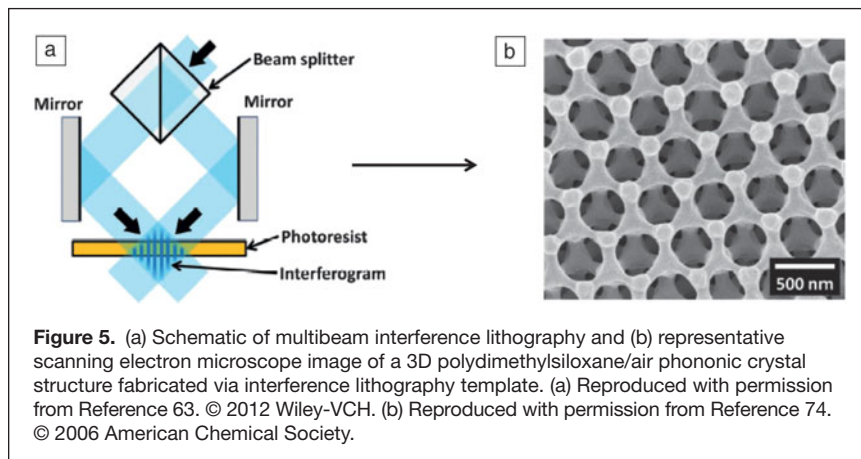 a
Beam splitter
Mirror
Mirror
Photoresist
Interferogram
b
500 nm
Figure 5. (a) Schematic of multibeam interference lithography and (b) representative
scanning electron microscope image of a 3D polydimethylsiloxane/air phononic crystal
structure fabricated via interference lithography template. (a) Reproduced with permission
from Reference 63. © 2012 Wiley-VCH. (b) Reproduced with permission from Reference 74.
© 2006 American Chemical Society.